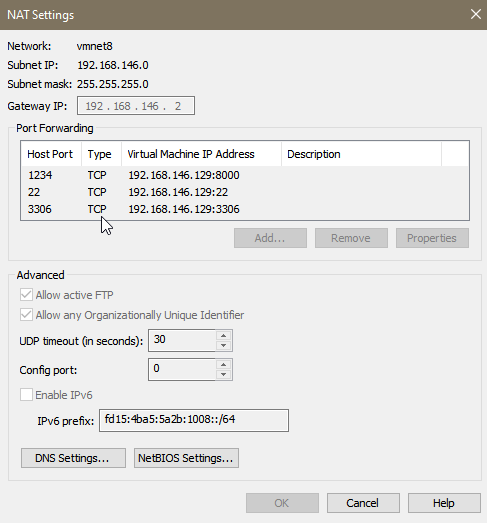 NAT Settings
Network: vmnet8
Subnet IP: 192.168.146.0
Subnet mask: 255.255.255.0
Gateway IP: 192 . 168 . 146 . 2
Port Forwarding
Host Port Type Virtual Machine IP Address Description
1234 TCP 192.168.146.129:8000
22 TCP 192.168.146.129:22
3306 TCP 192.168.146.129:3306
Add... Remove Properties
Advanced
Allow active FTP
Allow any Organizationally Unique Identifier
UDP timeout (in seconds): 30
Config port: 0
Enable IPv6
IPv6 prefix: fd15:4ba5:5a2b:1008::/64
DNS Settings... NetBIOS Settings...
OK Cancel Help